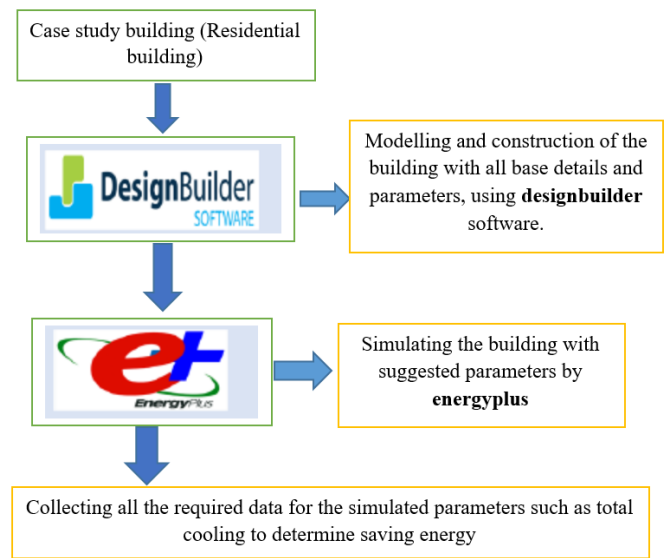 Case study building (Residential
building)
DesignBuilder
SOFTWARE
Modelling and construction of the
building with all base details and
parameters, using designbuilder
software.
e+
EnergyPlus
Simulating the building with
suggested parameters by
energyplus
Collecting all the required data for the simulated parameters such as total
cooling to determine saving energy